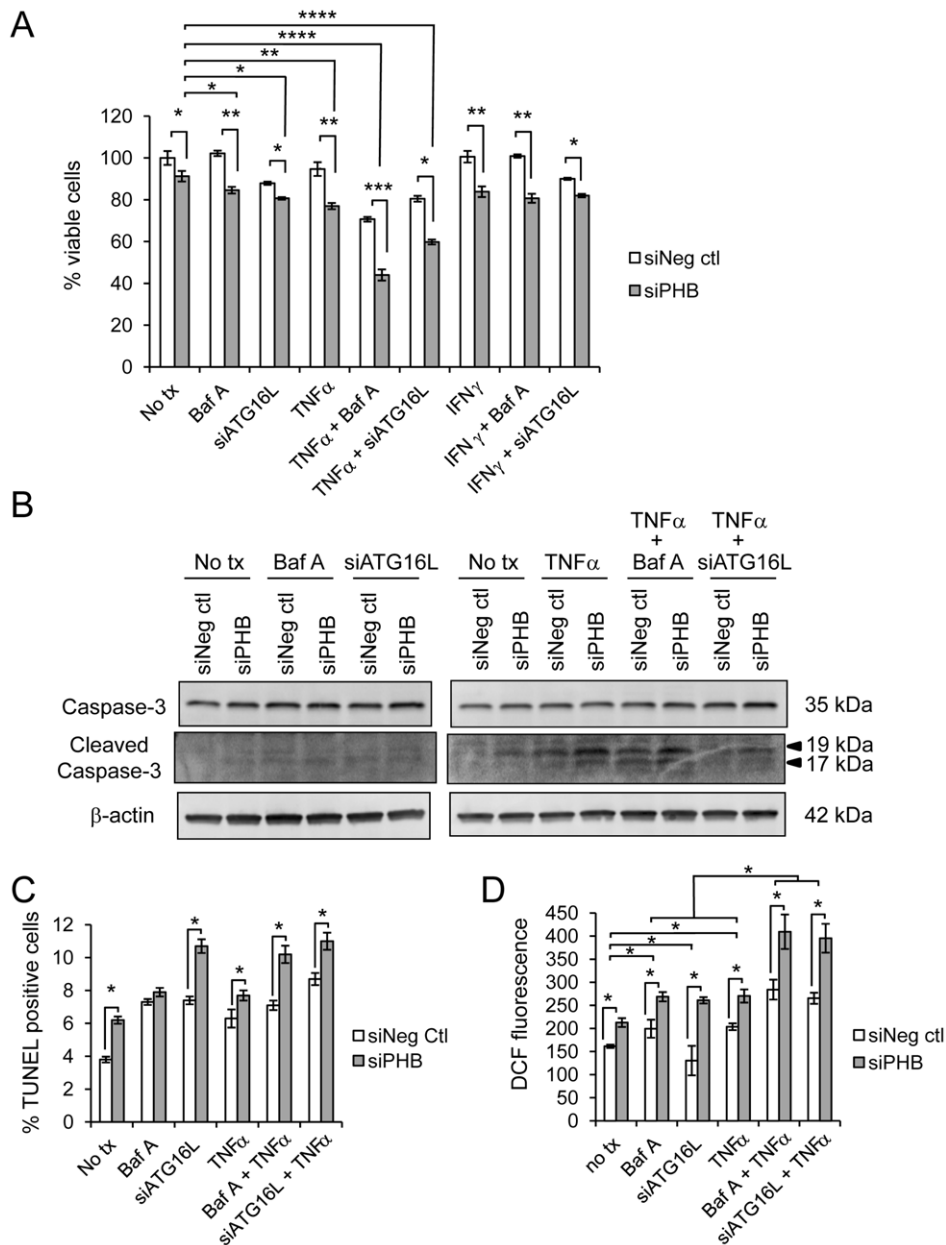 A
****
****
**
*
*
*
**
*
**
***
*
**
**
*
120
100
80
60
40
20
0
% viable cells
siNeg ctl
siPHB
No tx
Baf A
siATG16L
TNFα
TNFα + Baf A
TNFα + siATG16L
IFNγ
IFN γ + Baf A
IFNγ + siATG16L
B
No tx
Baf A
siATG16L
No tx
TNFα
TNFα
+
Baf A
TNFα
+
siATG16L
siNeg ctl
siPHB
siNeg ctl
siPHB
siNeg ctl
siPHB
siNeg ctl
siPHB
siNeg ctl
siPHB
siNeg ctl
siPHB
siNeg ctl
siPHB
Caspase-3
35 kDa
Cleaved
Caspase-3
19 kDa
17 kDa
β-actin
42 kDa
C
12
10
8
6
4
2
0
% TUNEL positive cells
*
*
*
*
*
siNeg Ctl
siPHB
No tx
Baf A
siATG16L
TNFα
Baf A + TNFα
siATG16L + TNFα
D
450
400
350
300
250
200
150
100
50
0
DCF fluorescence
*
*
*
*
*
*
*
*
*
*
siNeg ctl
siPHB
no tx
Baf A
siATG16L
TNFα
Baf A + TNFα
siATG16L + TNFα